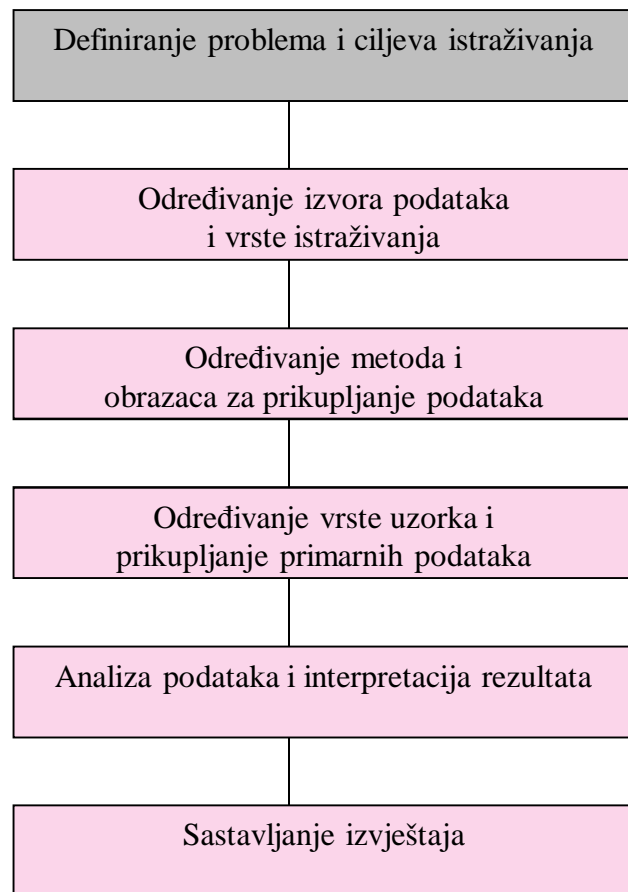 Definiranje problema i ciljeva istraživanja
Određivanje izvora podataka
i vrste istraživanja
Određivanje metoda i
obrazaca za prikupljanje podataka
Određivanje vrste uzorka i
prikupljanje primarnih podataka
Analiza podataka i interpretacija rezultata
Sastavljanje izvještaja